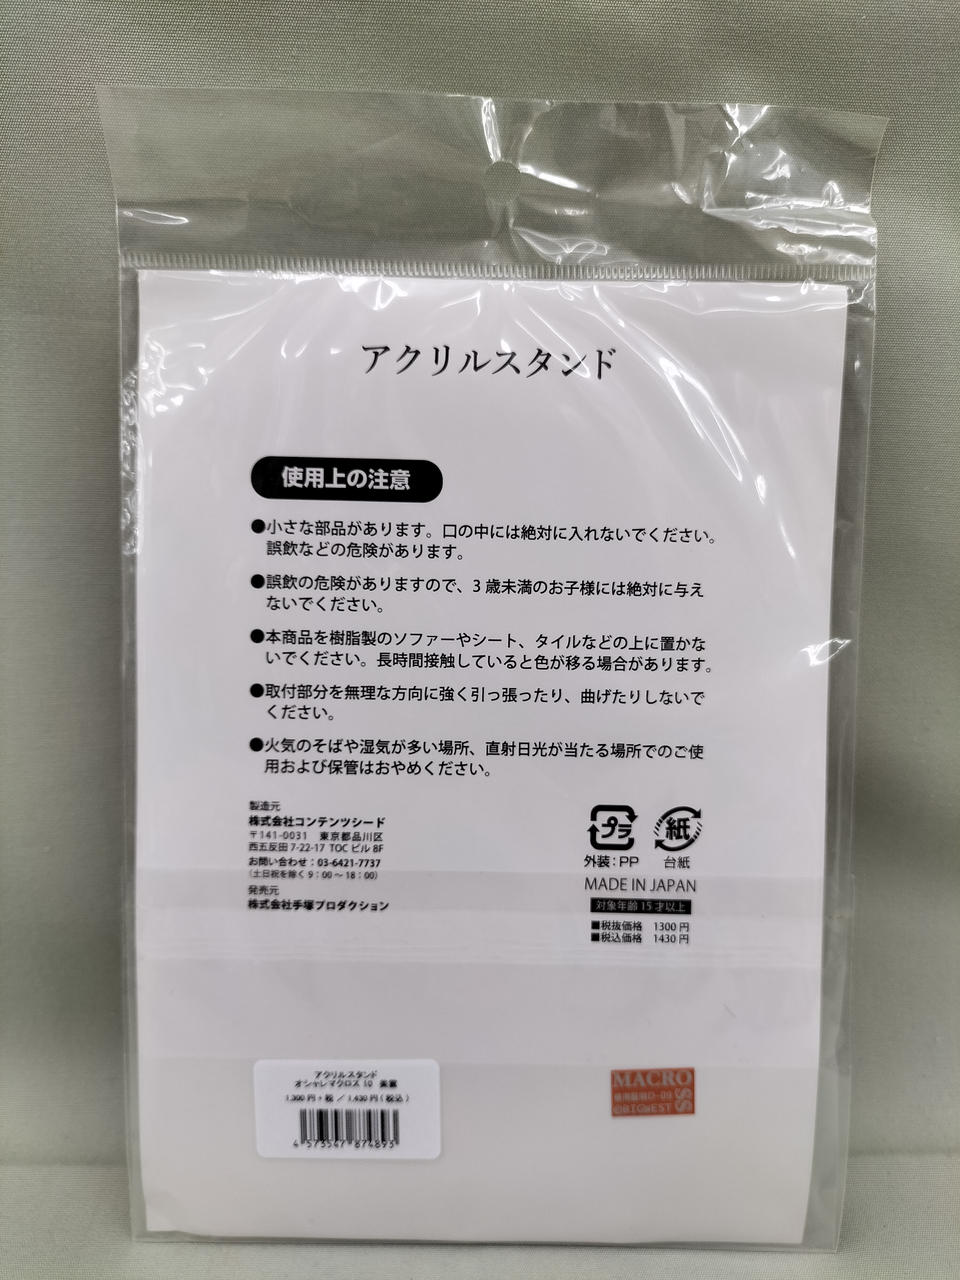 アクリルスタンド
使用上の注意
●小さな部品があります。口の中には絶対に入れないでください。
誤飲などの危険があります。
●誤飲の危険がありますので、3歳未満のお子様には絶対に与え
ないでください。
●本商品を樹脂製のソファーやシート、タイルなどの上に置かな
いでください。長時間接触していると色が移る場合があります。
●取付部分を無理な方向に強く引っ張ったり、曲げたりしないで
ください。
●火気のそばや湿気が多い場所、直射日光が当たる場所でのご使
用および保管はおやめください。
製造元
株式会社コンテンツシード
〒141-0031 東京都品川区
西五反田 7-22-17 TOC ビル 8F
お問い合わせ：03-6421-7737
（土日祝を除く 9：00 ～ 18：00）
発売元
株式会社手塚プロダクション
プラ
紙
外装：PP
台紙
MADE IN JAPAN
対象年齢 15 才以上
■税抜価格 1300 円
■税込価格 1430 円
アクリルスタンド
オシャレマクロス 10
1,300 円 + 税 ／ 1,430 円 ( 税込 )
4 573547 874893
MACRO
©BIGWEST